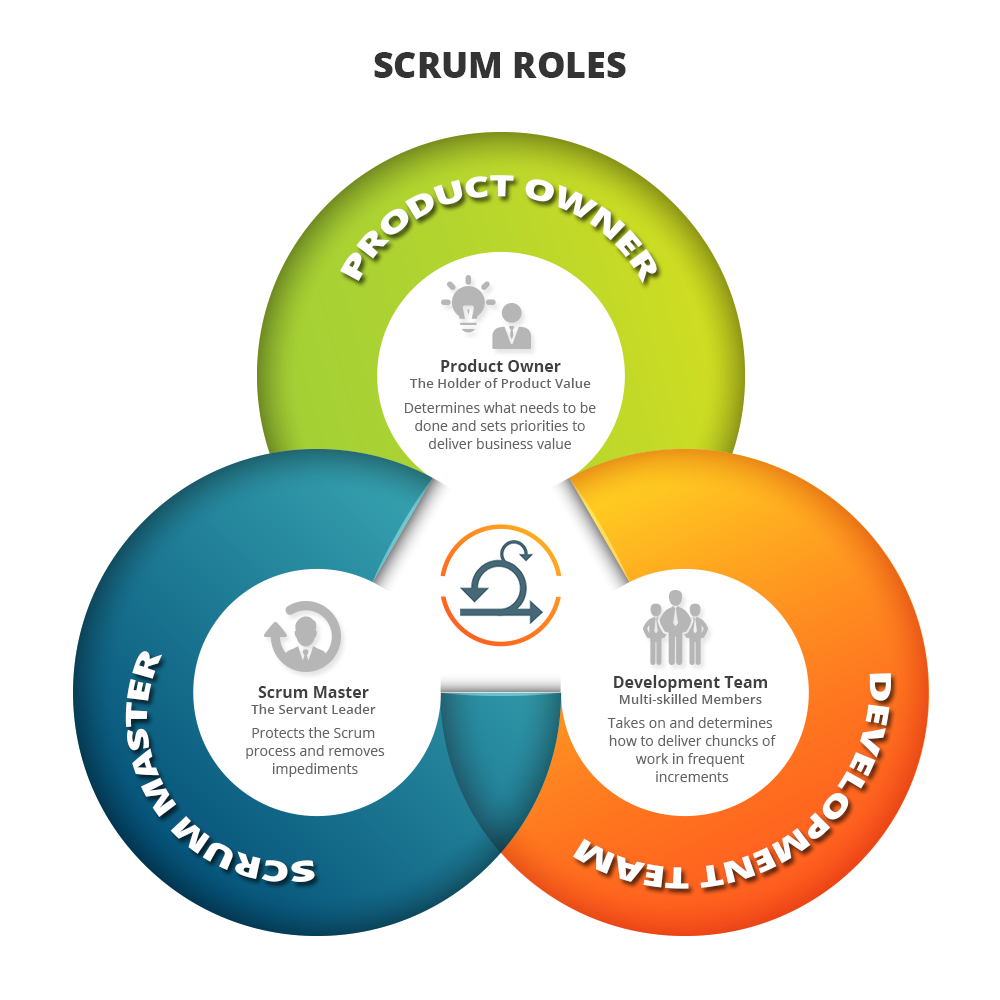 SCRUM ROLES
PRODUCT OWNER
Product Owner
The Holder of Product Value
Determines what needs to be
done and sets priorities to
deliver business value
SCRUM MASTER
Scrum Master
The Servant Leader
Protects the Scrum
process and removes
impediments
DEVELOPMENT TEAM
Development Team
Multi-skilled Members
Takes on and determines
how to deliver chuncks of
work in frequent
increments